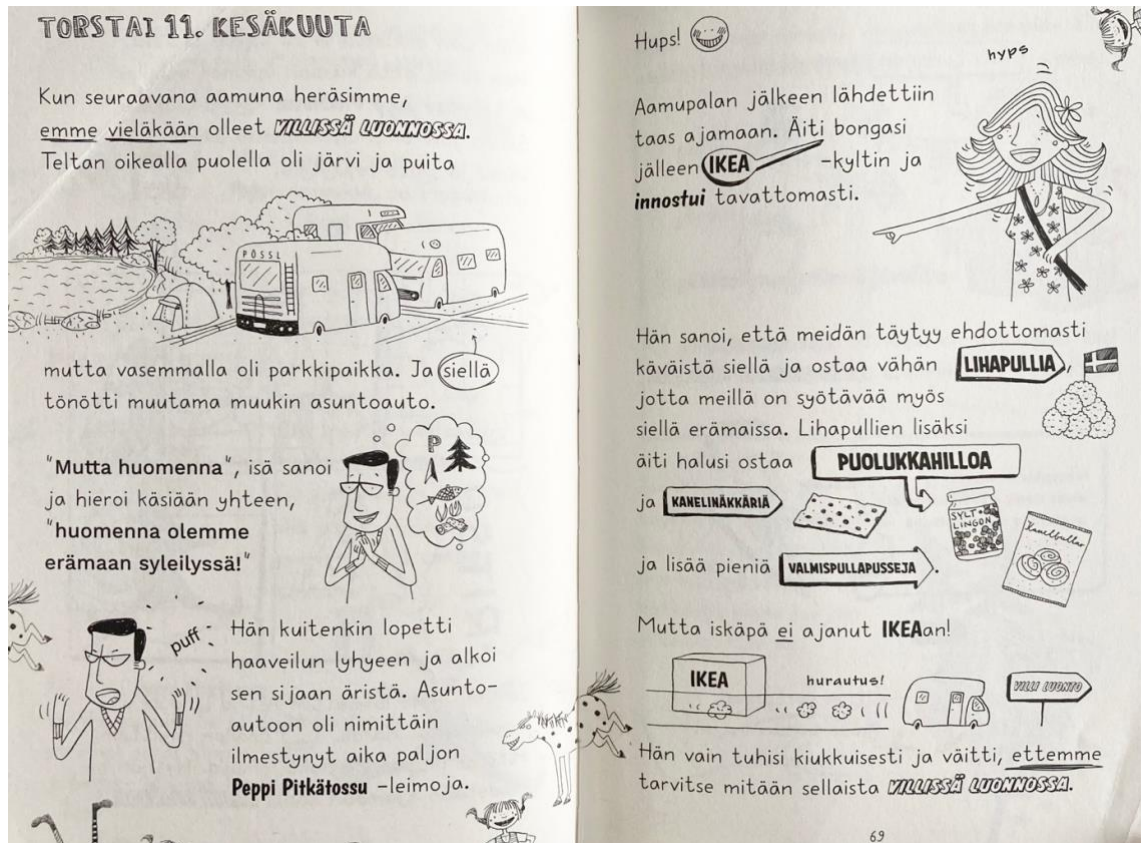 TORSTAI 11. KESÄKUUTA
Kun seuraavana aamuna heräsimme,
emme vieläkään olleet VILLISSÄ LUONNOSSA.
Teltan oikealla puolella oli järvi ja puita
PÖSSL
mutta vasemmalla oli parkkipaikka. Ja siellä
tönötti muutama muukin asuntoauto.
"Mutta huomenna", isä sanoi
ja hieroi käsiään yhteen,
"huomenna olemme
erämaan syleilyssä!"
P
puff
Hän kuitenkin lopetti
haaveilun lyhyeen ja alkoi
sen sijaan äristä. Asunto-
autoon oli nimittäin
ilmestynyt aika paljon
Peppi Pitkätossu -leimoja.
Hups!
hyps
Aamupalan jälkeen lähdettiin
taas ajamaan. Äiti bongasi
jälleen IKEA -kyltin ja
innostui tavattomasti.
Hän sanoi, että meidän täytyy ehdottomasti
käväistä siellä ja ostaa vähän LIHAPULLIA,
jotta meillä on syötävää myös
siellä erämaissa. Lihapullien lisäksi
äiti halusi ostaa PUOLUKKAHILLOA
ja KANELINÄKKÄRIÄ
SYLT
LINGON
Kanelbullar
ja lisää pieniä VALMISPULLAPUSSEJA.
Mutta iskäpä ei ajanut IKEAan!
IKEA
hurautus!
VILLI LUONTO
Hän vain tuhisi kiukkuisesti ja väitti, ettemme
tarvitse mitään sellaista VILLISSÄ LUONNOSSA.
69